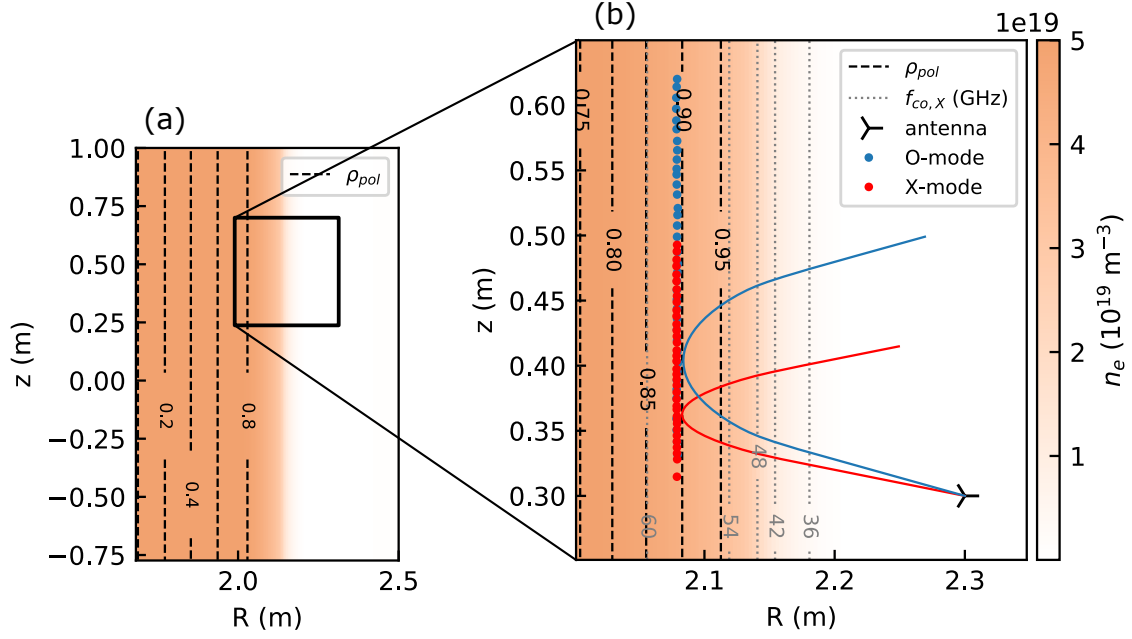 (a)
1.00
0.75
0.50
0.25
0.00
−0.25
−0.50
−0.75
z (m)
2.0
2.5
R (m)
ρpol
0.2
0.4
0.8
(b)
0.60
0.55
0.50
0.45
0.40
0.35
0.30
z (m)
2.1
2.2
2.3
R (m)
ρpol
fco,X (GHz)
antenna
O-mode
X-mode
0.75
0.80
0.85
0.90
0.95
60
54
48
42
36
1e19
5
4
3
2
1
ne (10^19 m^−3)